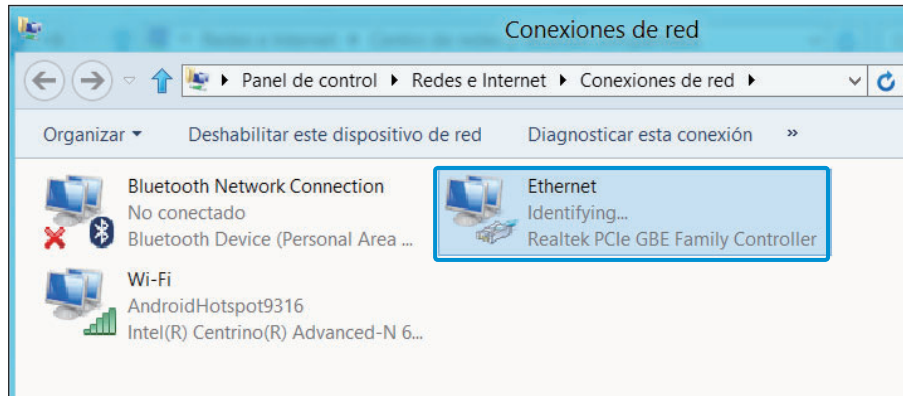 Conexiones de red
Panel de control Redes e Internet Conexiones de red
Organizar Deshabilitar este dispositivo de red Diagnosticar esta conexión »
Bluetooth Network Connection
No conectado
Bluetooth Device (Personal Area ...
Ethernet
Identifying...
Realtek PCIe GBE Family Controller
Wi-Fi
AndroidHotspot9316
Intel(R) Centrino(R) Advanced-N 6...